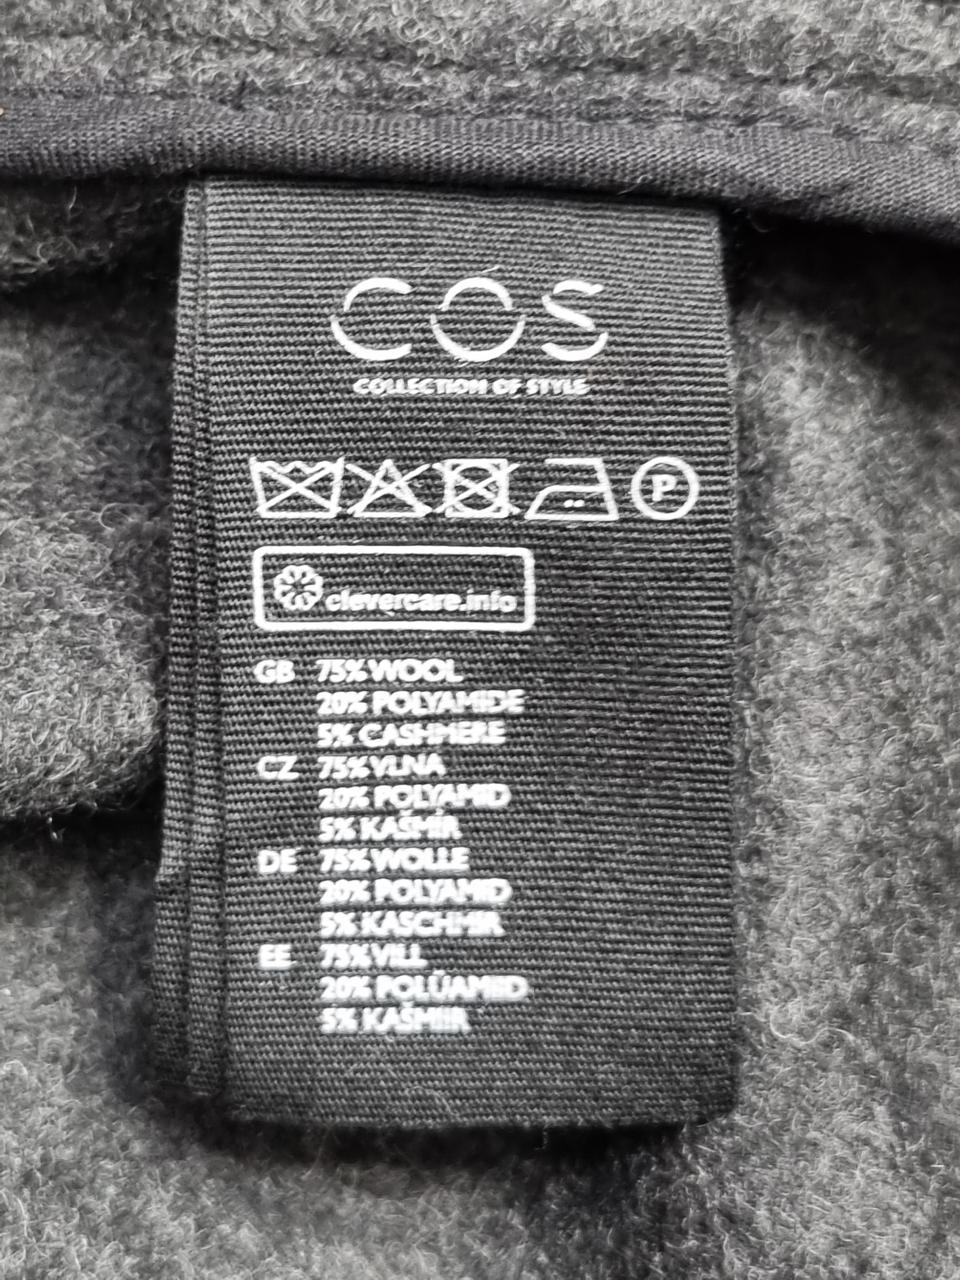 COS
COLLECTION OF STYLE
P
clevercare.info
GB 75% WOOL
20% POLYAMIDE
5% CASHMERE
CZ 75% VLNA
20% POLYAMID
5% KAŠMÍR
DE 75% WOLLE
20% POLYAMID
5% KASCHMIR
EE 75% VILL
20% POLÜAMIID
5% KAŠMIIR